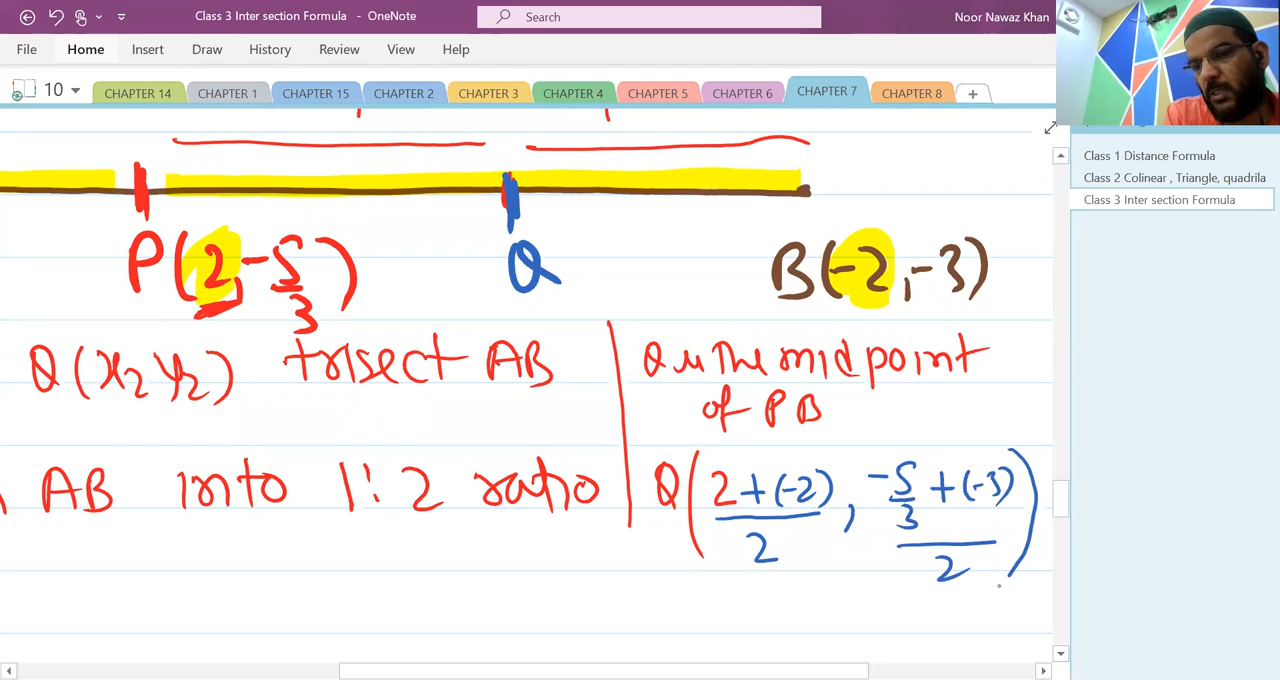 Class 3 Inter section Formula - OneNote
Search
Noor Nawaz Khan
File Home Insert Draw History Review View Help
10 CHAPTER 14 CHAPTER 1 CHAPTER 15 CHAPTER 2 CHAPTER 3 CHAPTER 4 CHAPTER 5 CHAPTER 6 CHAPTER 7 CHAPTER 8 +
Class 1 Distance Formula
Class 2 Colinear , Triangle, quadrila
Class 3 Inter section Formula
P(2, -5/3) Q B(-2, -3)
Q(x2 y2) trisect AB
AB into 1:2 ratio
Q is the midpoint
of PB
Q( (2+(-2))/2 , (-5/3+(-3))/2 )